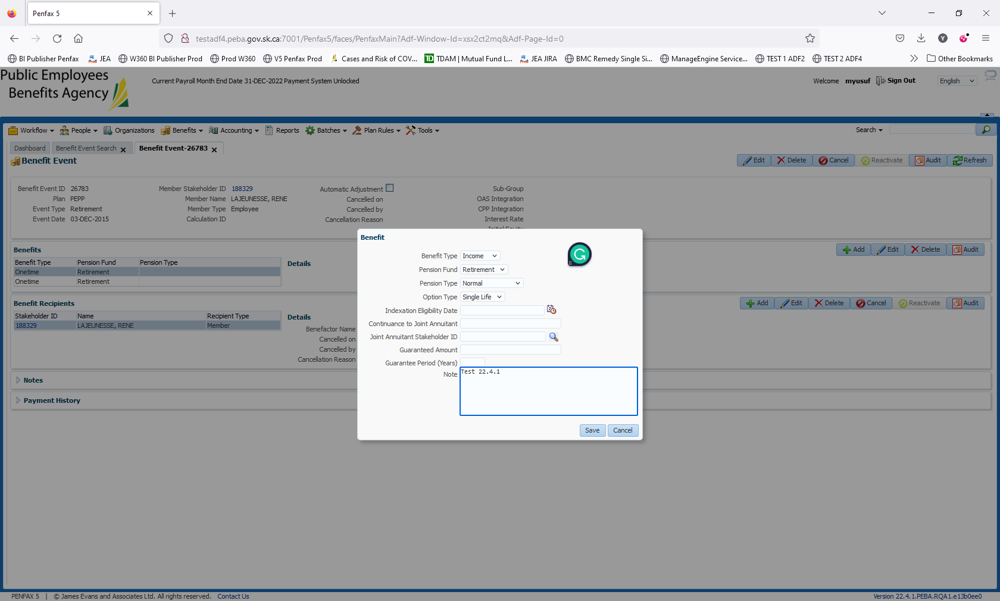 Penfax 5
testadf4.peba.gov.sk.ca:7001/Penfax5/faces/PenfaxMain?Adf-Window-Id=xsx2ct2mq&Adf-Page-Id=0
BI Publisher Penfax JEA W360 BI Publisher Prod Prod W360 V5 Penfax Prod Cases and Risk of COV... TDAM | Mutual Fund L... JEA JIRA BMC Remedy Single Si... ManageEngine Service... TEST 1 ADF2 TEST 2 ADF4 Other Bookmarks
Public Employees
Benefits Agency
Current Payroll Month End Date 31-DEC-2022 Payment System Unlocked
Welcome myusuf Sign Out English
Workflow People Organizations Benefits Accounting Reports Batches Plan Rules Tools Search
Dashboard Benefit Event Search Benefit Event-26783
Benefit Event
Edit Delete Cancel Reactivate Audit Refresh
Benefit Event ID 26783 Member Stakeholder ID 188329 Automatic Adjustment Sub-Group
Plan PEPP Member Name LAJEUNESSE, RENE Cancelled on OAS Integration
Event Type Retirement Member Type Employee Cancelled by CPP Integration
Event Date 03-DEC-2015 Calculation ID Cancellation Reason Interest Rate
Benefits
Add Edit Delete Audit
Benefit Type Pension Fund Pension Type
Details
Onetime Retirement
Onetime Retirement
Benefit Recipients
Add Edit Delete Cancel Reactivate Audit
Stakeholder ID Name Recipient Type
Details
188329 LAJEUNESSE, RENE Member
Benefactor Name
Cancelled on
Cancelled by
Cancellation Reason
Notes
Payment History
Benefit
Benefit Type Income
Pension Fund Retirement
Pension Type Normal
Option Type Single Life
Indexation Eligibility Date
Continuance to Joint Annuitant
Joint Annuitant Stakeholder ID
Guaranteed Amount
Guarantee Period (Years)
Note Test 22.4.1
Save Cancel
PENFAX 5 | © James Evans and Associates Ltd. All rights reserved. Contact Us
Version 22.4.1.PEBA.RQA1.e13b0ee0